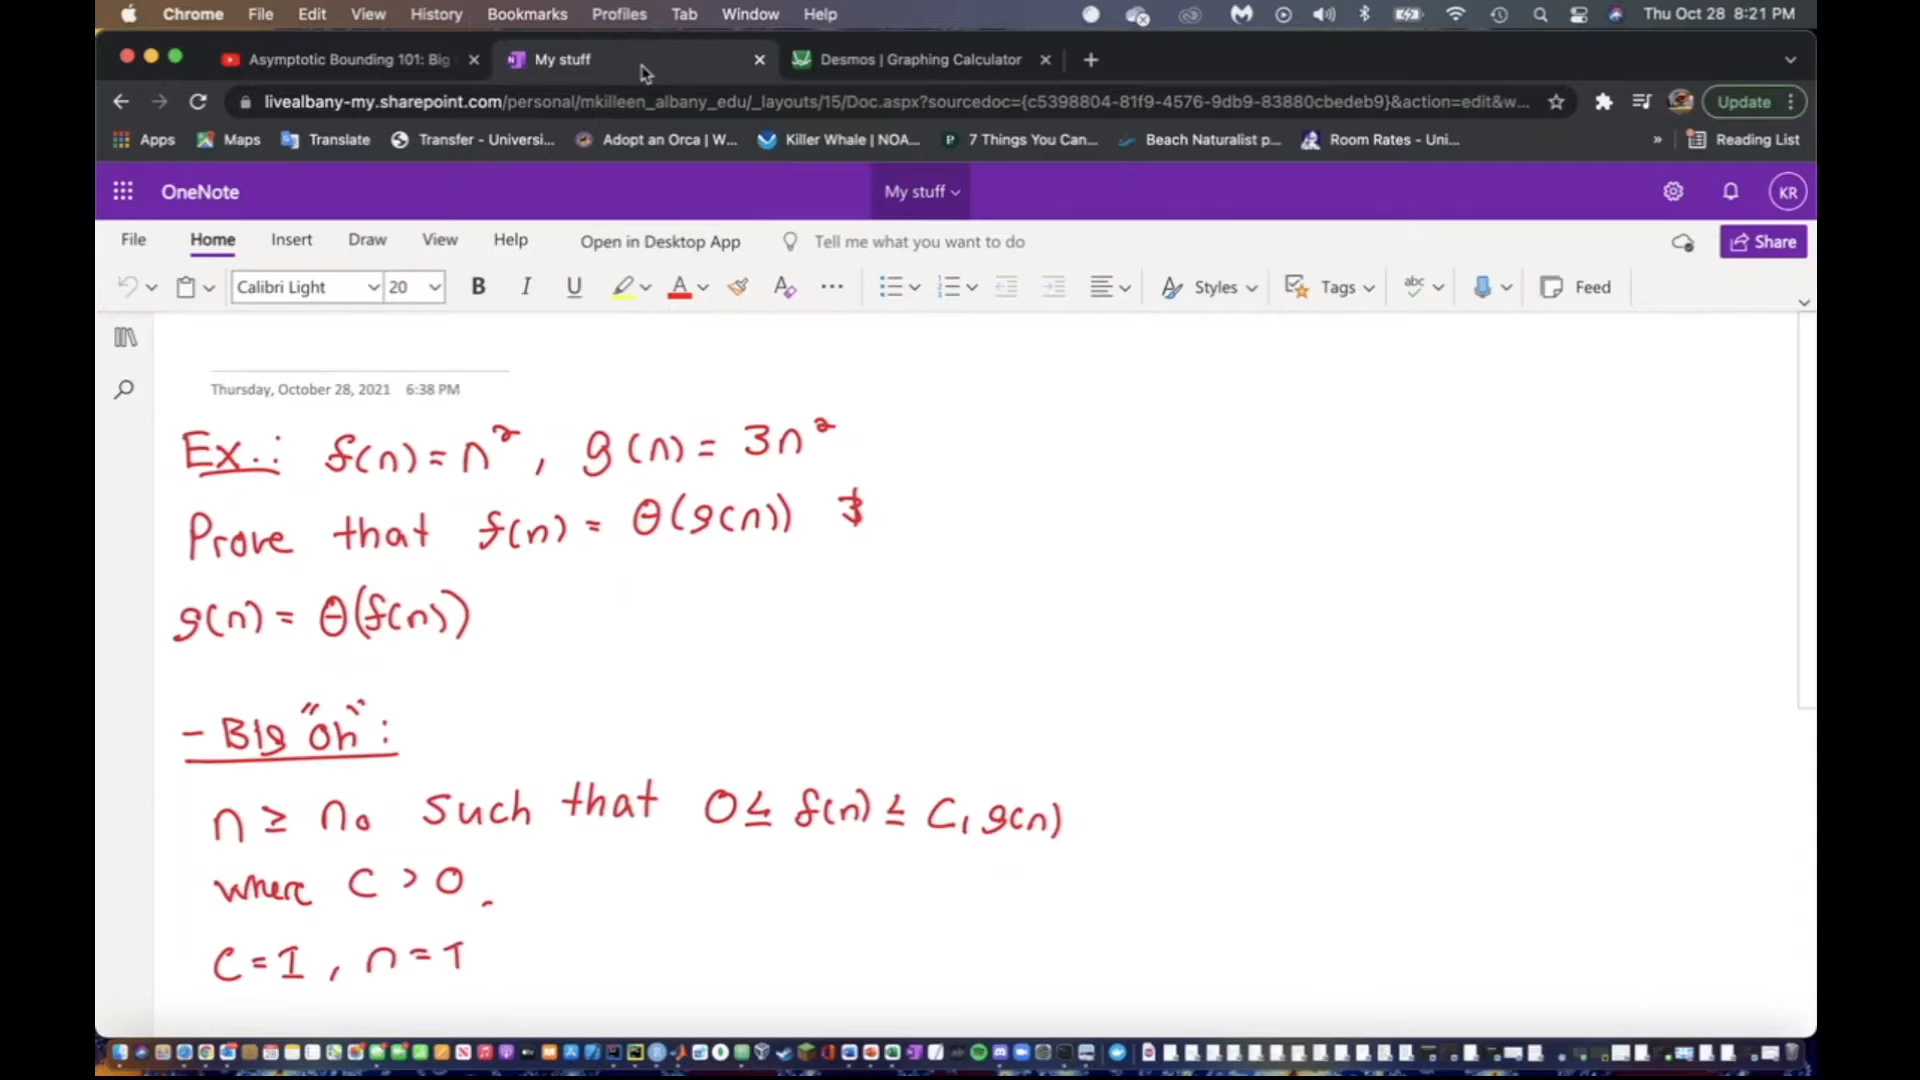 Chrome File Edit View History Bookmarks Profiles Tab Window Help Thu Oct 28 8:21 PM
Asymptotic Bounding 101: Big My stuff Desmos | Graphing Calculator
livealbany-my.sharepoint.com/personal/mkilleen_albany_edu/_layouts/15/Doc.aspx?sourcedoc={c5398804-81f9-4576-9db9-83880cbedeb9}&action=edit&w... Update
Apps Maps Translate Transfer - Universi... Adopt an Orca | W... Killer Whale | NOA... 7 Things You Can... Beach Naturalist p... Room Rates - Uni... » Reading List
OneNote My stuff KR
File Home Insert Draw View Help Open in Desktop App Tell me what you want to do Share
Calibri Light 20 B I U A A ... Styles Tags abc Feed
Thursday, October 28, 2021 6:38 PM
Ex.: f(n) = n², g(n) = 3n²
Prove that f(n) = θ(g(n)) &
g(n) = θ(f(n))
- Big "Oh":
n ≥ n₀ such that 0 ≤ f(n) ≤ C₁ g(n)
where C > 0.
C = 1, n = 1